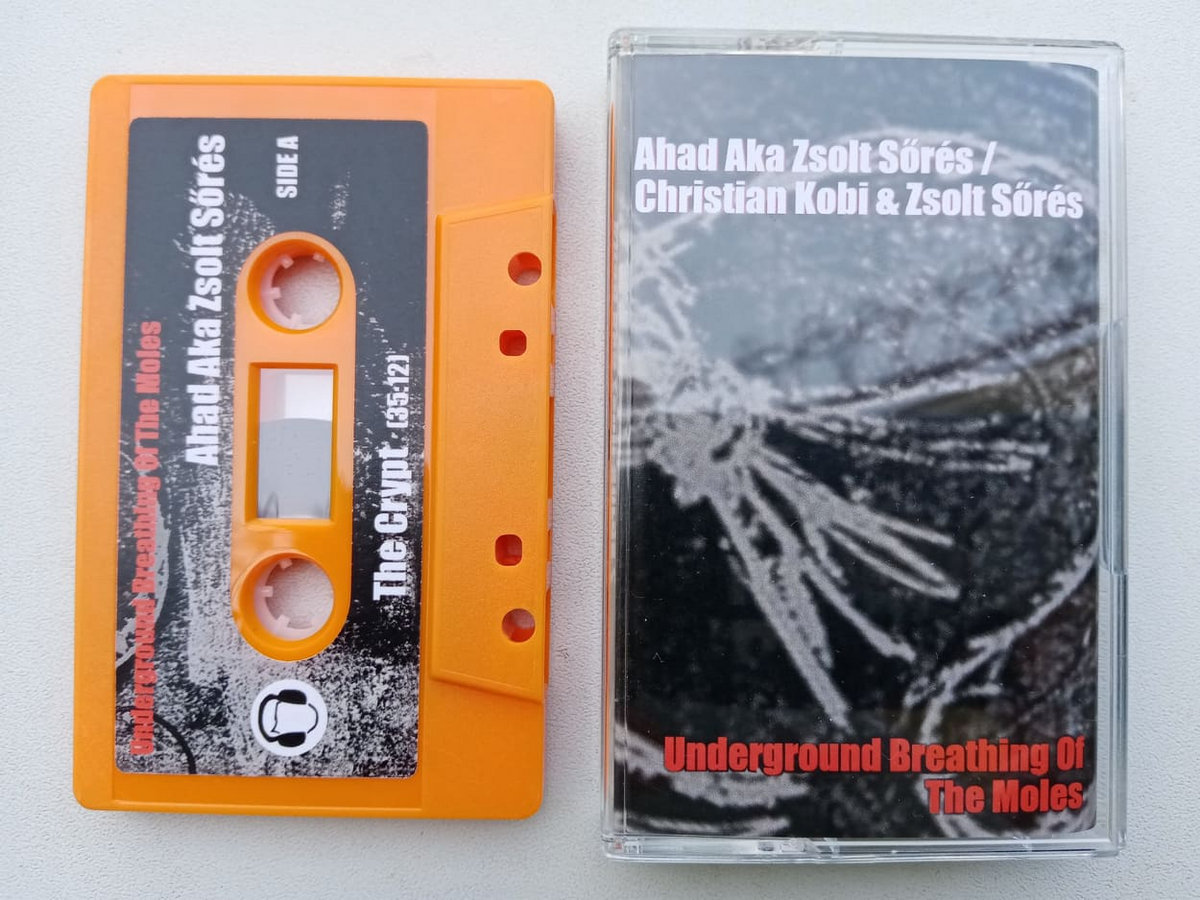 Underground Breathing Of The Moles
Ahad Aka Zsolt Sőrés
SIDE A
The Crypt (35:12)
Ahad Aka Zsolt Sőrés /
Christian Kobi & Zsolt Sőrés
Underground Breathing Of
The Moles